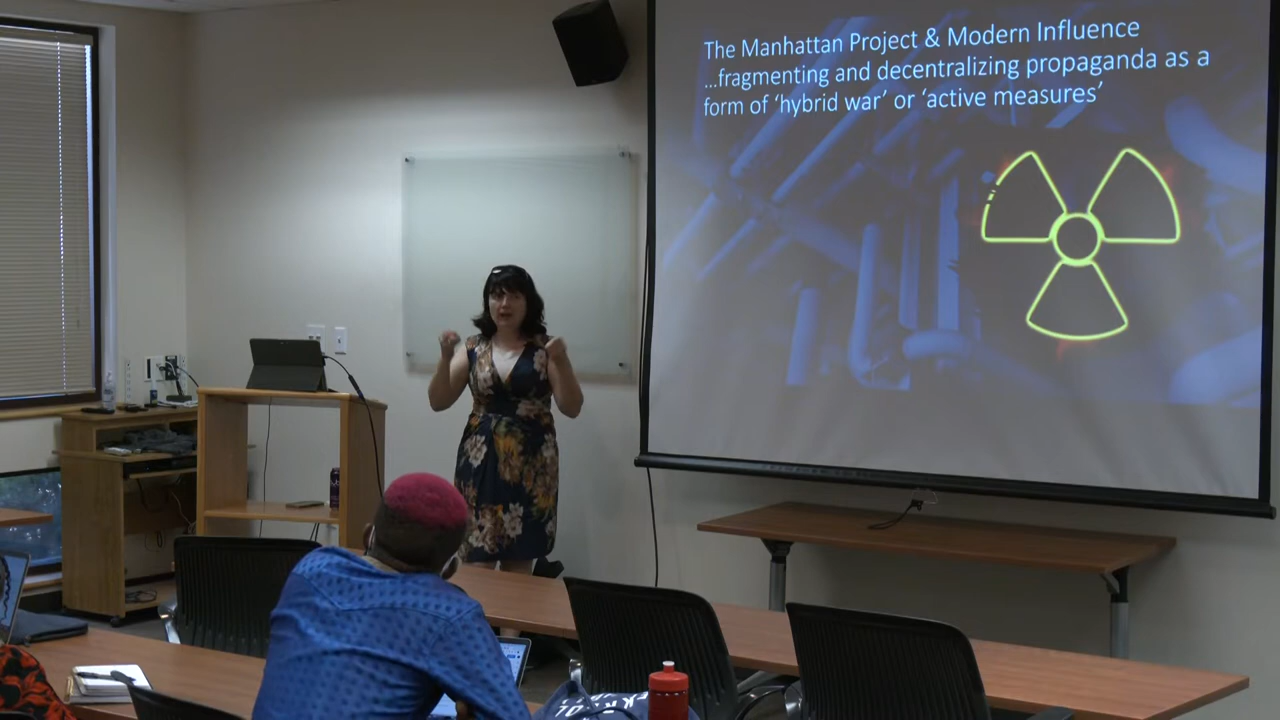 The Manhattan Project & Modern Influence
…fragmenting and decentralizing propaganda as a
form of ‘hybrid war’ or ‘active measures’